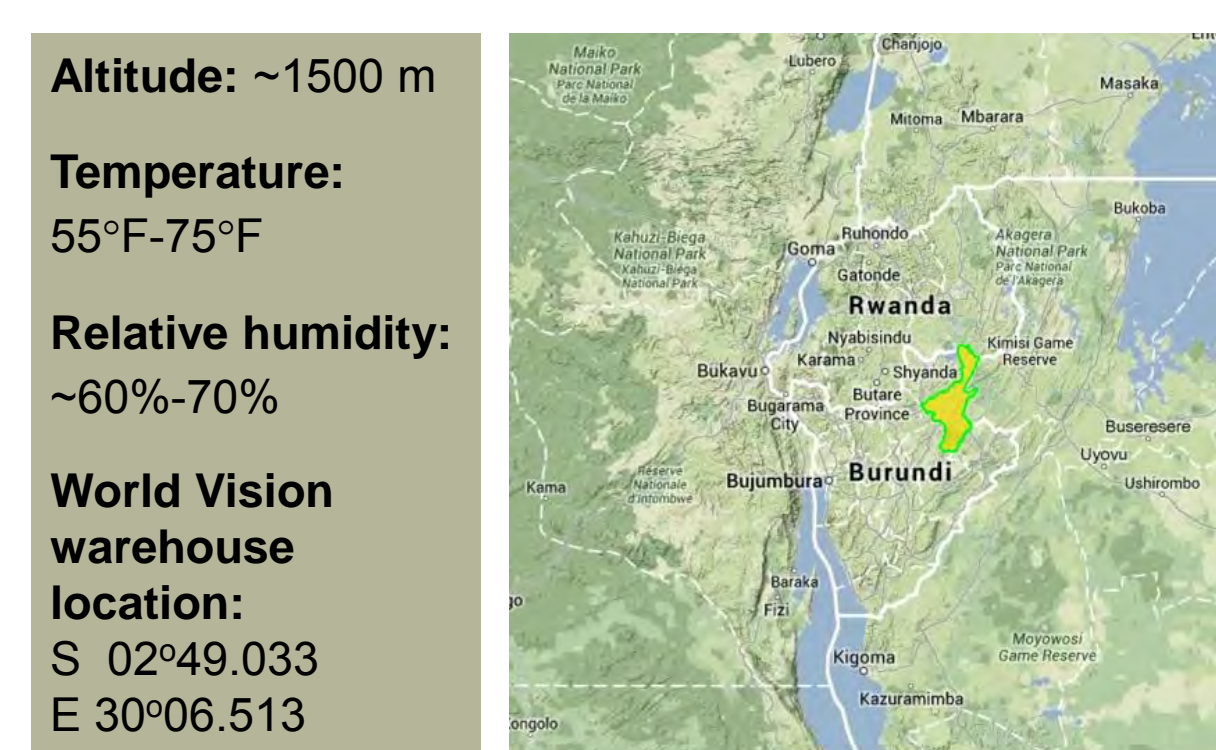 Altitude: ~1500 m
Temperature:
55°F-75°F
Relative humidity:
~60%-70%
World Vision
warehouse
location:
S 02º49.033
E 30º06.513
Maiko
National Park
Parc National
de la Maiko
Lubero
Chanjojo
Masaka
Mitoma
Mbarara
Bukoba
Kahuzi-Biega
National Park
Kahuzi-Biega
National Park
Goma
Ruhondo
Gatonde
Akagera
National Park
Parc National
de l'Akagera
Rwanda
Nyabisindu
Karama
Shyanda
Kimisi Game
Reserve
Bukavu
Bugarama
City
Butare
Province
Buseresere
Uyovu
Ushirombo
Kama
Réserve
Nationale
d'Intombwe
Bujumbura
Burundi
Baraka
Fizi
Moyowosi
Game Reserve
Kigoma
Kazuramimba
ongolo